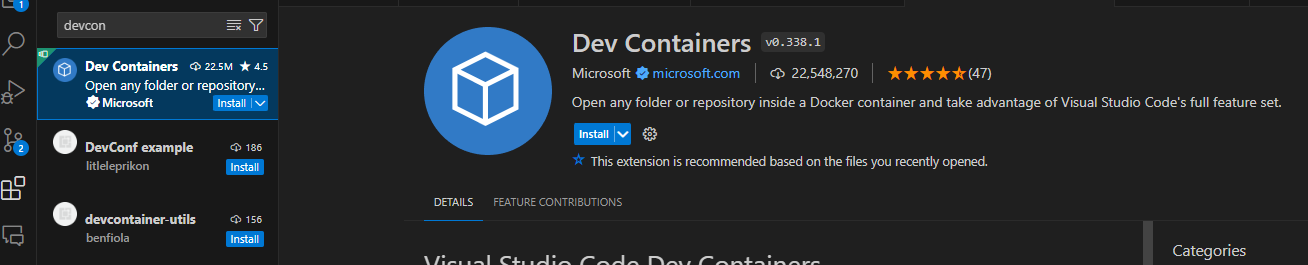 1
devcon
Dev Containers 22.5M ★ 4.5
Open any folder or repository...
Microsoft Install
DevConf example 186
litleleprikon Install
2
devcontainer-utils 156
benfiola Install
Dev Containers v0.338.1
Microsoft microsoft.com 22,548,270 (47)
Open any folder or repository inside a Docker container and take advantage of Visual Studio Code's full feature set.
Install
This extension is recommended based on the files you recently opened.
DETAILS FEATURE CONTRIBUTIONS
Visual Studio Code Dev Containers
Categories